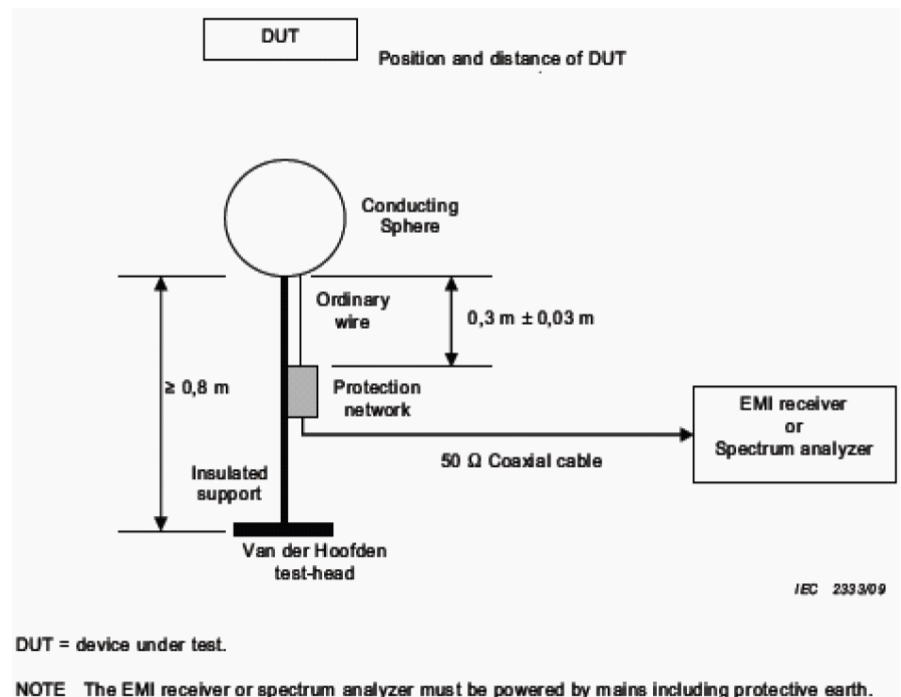 DUT
Position and distance of DUT
Conducting
Sphere
Ordinary
wire
0,3 m ± 0,03 m
≥ 0,8 m
Protection
network
EMI receiver
or
Spectrum analyzer
50 Ω Coaxial cable
Insulated
support
Van der Hoofden
test-head
IEC 2333/09
DUT = device under test.
NOTE The EMI receiver or spectrum analyzer must be powered by mains including protective earth.